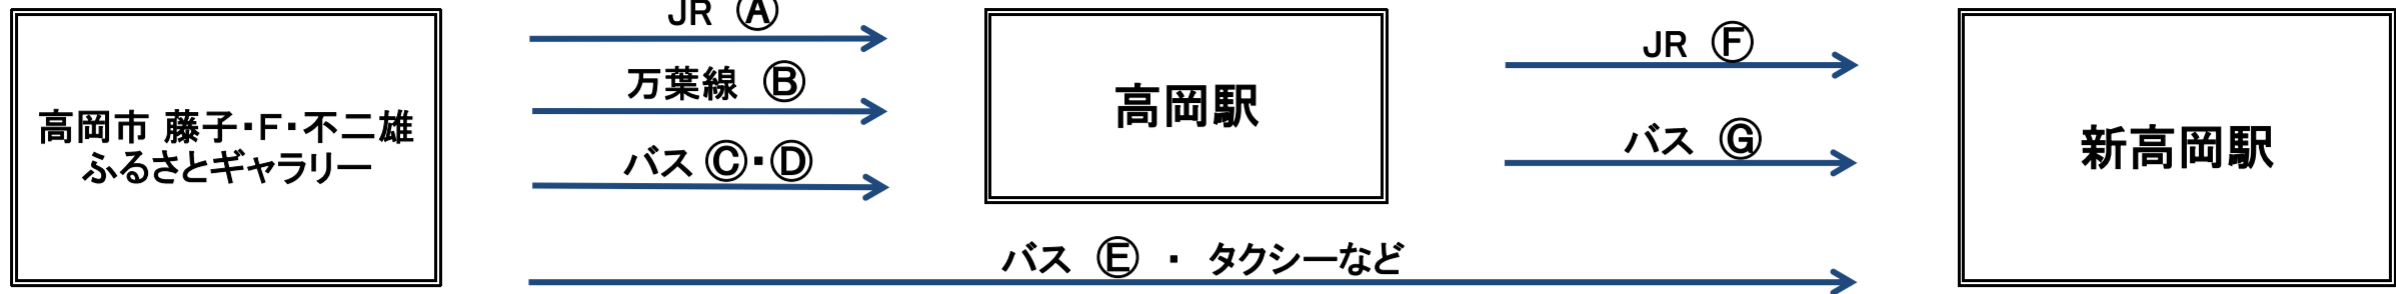 高岡市 藤子・F・不二雄
ふるさとギャラリー
JR Ⓐ
万葉線 Ⓑ
バス Ⓒ・Ⓓ
高岡駅
JR Ⓕ
バス Ⓖ
バス Ⓔ ・ タクシーなど
新高岡駅